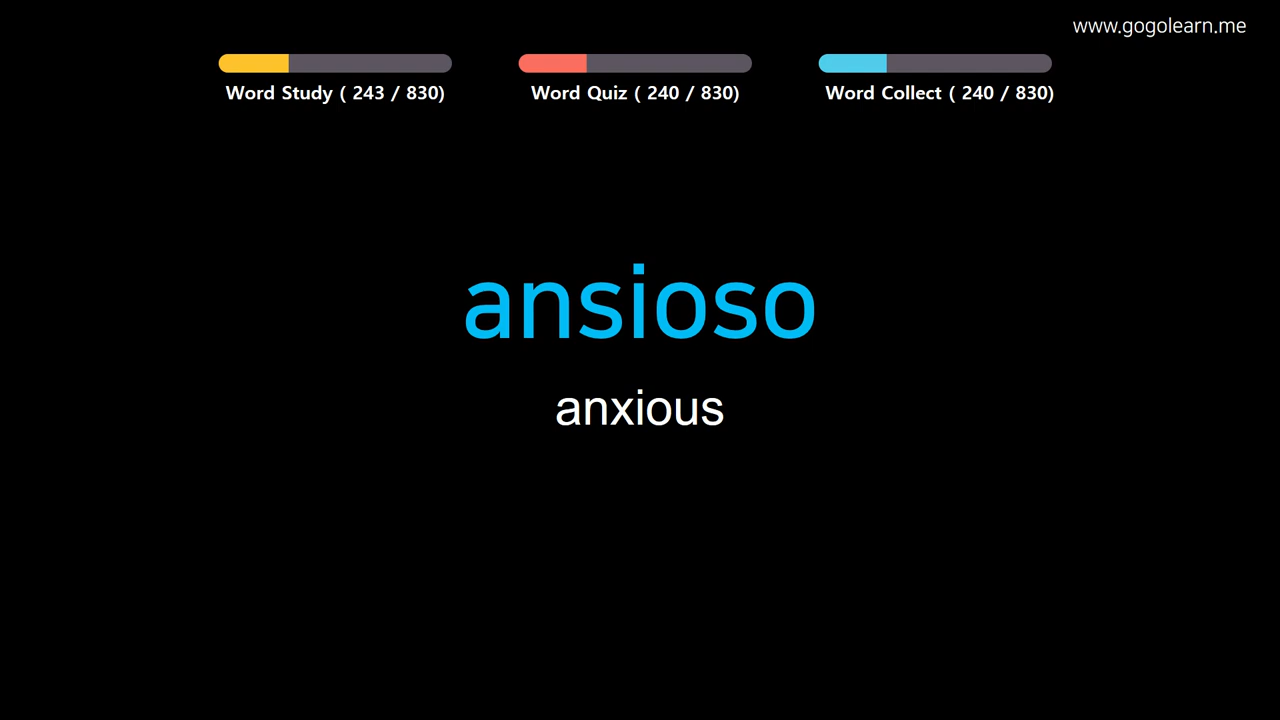 www.gogolearn.me
Word Study ( 243 / 830)
Word Quiz ( 240 / 830)
Word Collect ( 240 / 830)
ansioso
anxious